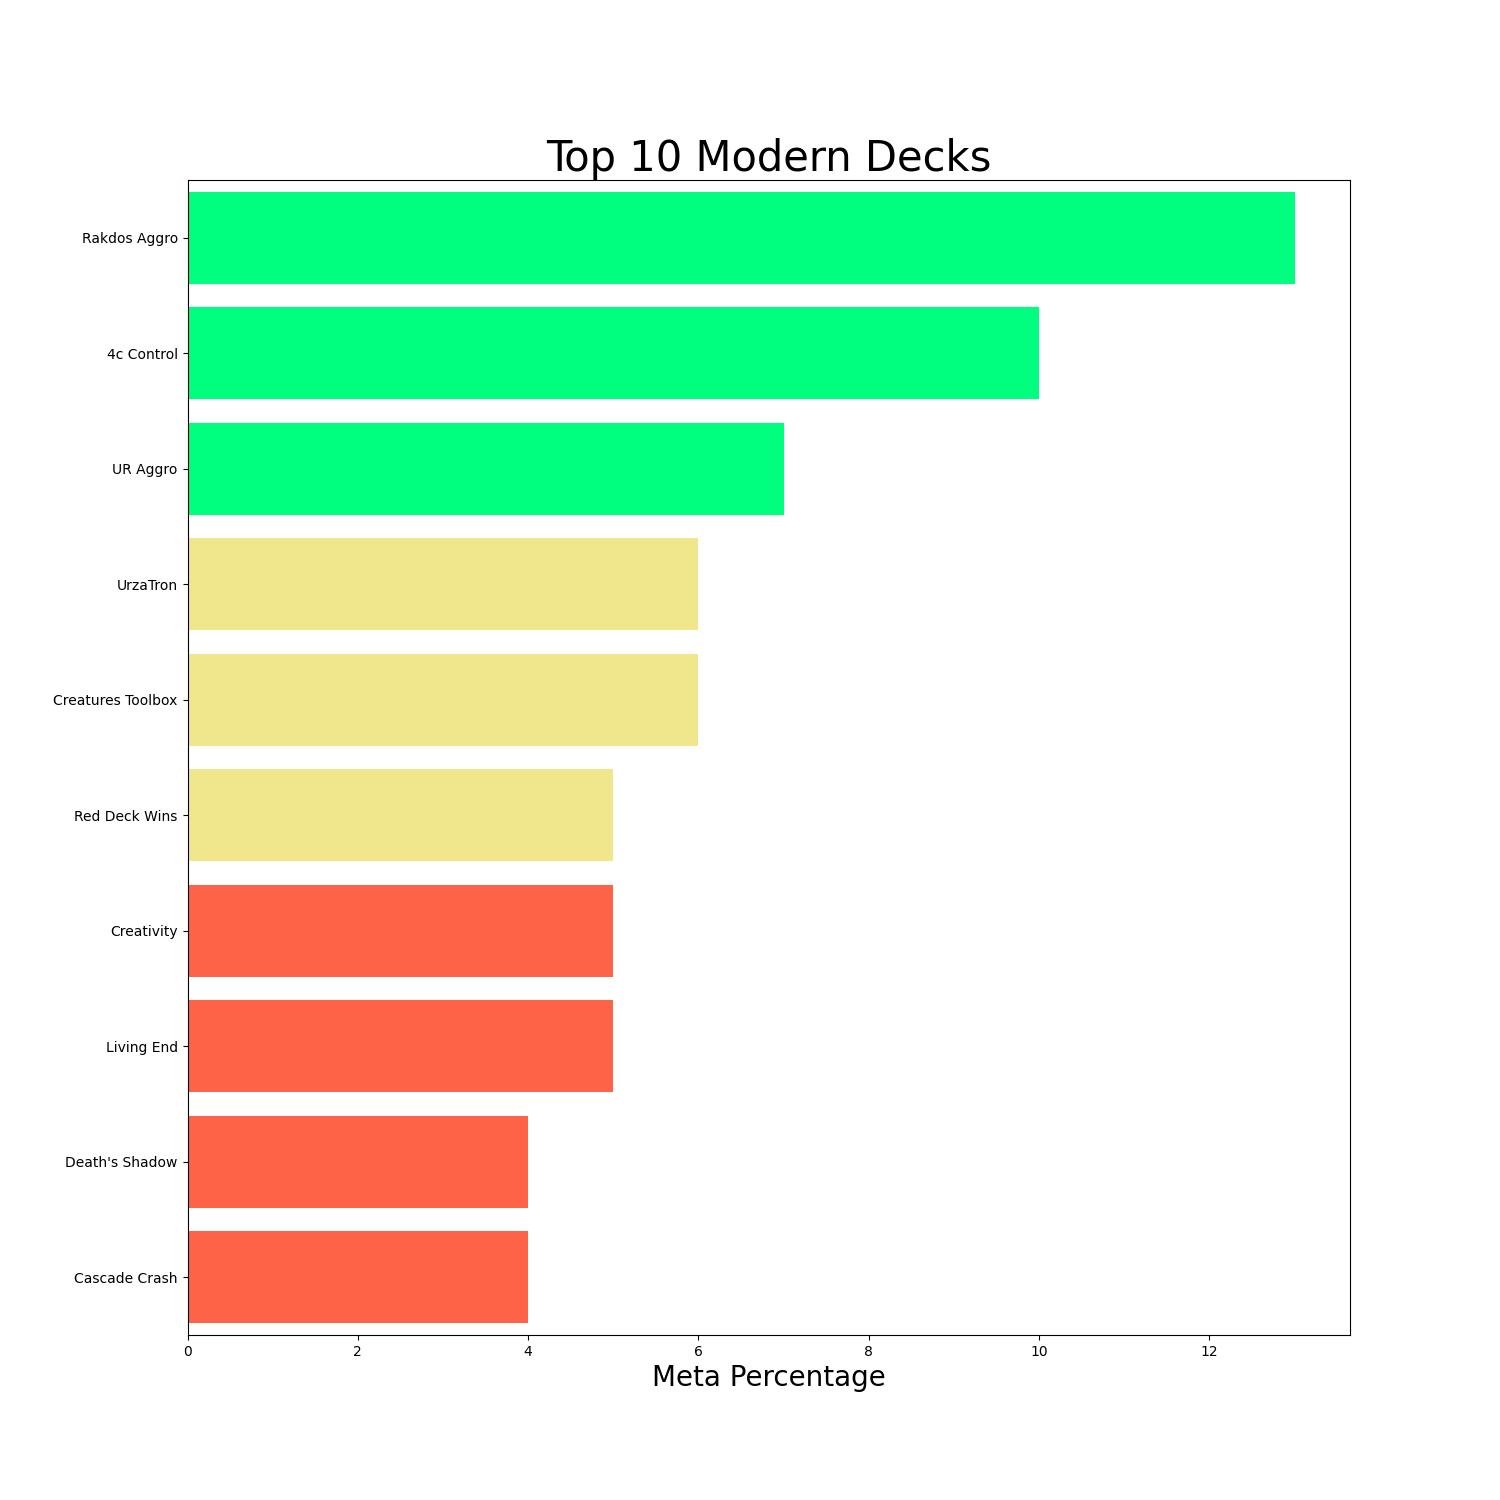 Top 10 Modern Decks
Rakdos Aggro
4c Control
UR Aggro
UrzaTron
Creatures Toolbox
Red Deck Wins
Creativity
Living End
Death's Shadow
Cascade Crash
0 2 4 6 8 10 12
Meta Percentage